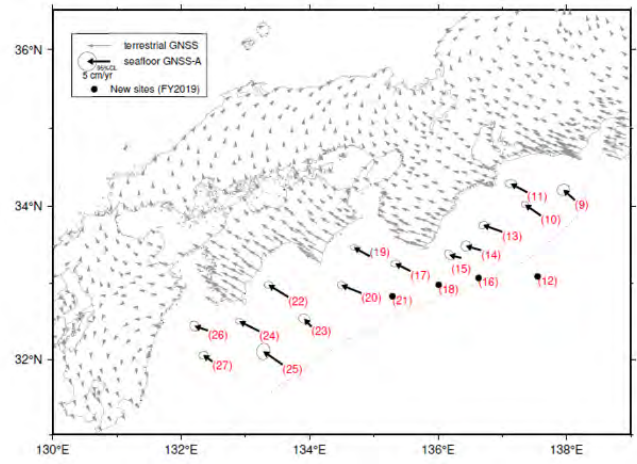 36°N
34°N
32°N
terrestrial GNSS
seafloor GNSS-A
95%CL
5 cm/yr
New sites (FY2019)
(11)
(9)
(10)
(13)
(19)
(14)
(15)
(17)
(12)
(16)
(18)
(22)
(20)
(21)
(23)
(26)
(24)
(27)
(25)
130°E
132°E
134°E
136°E
138°E